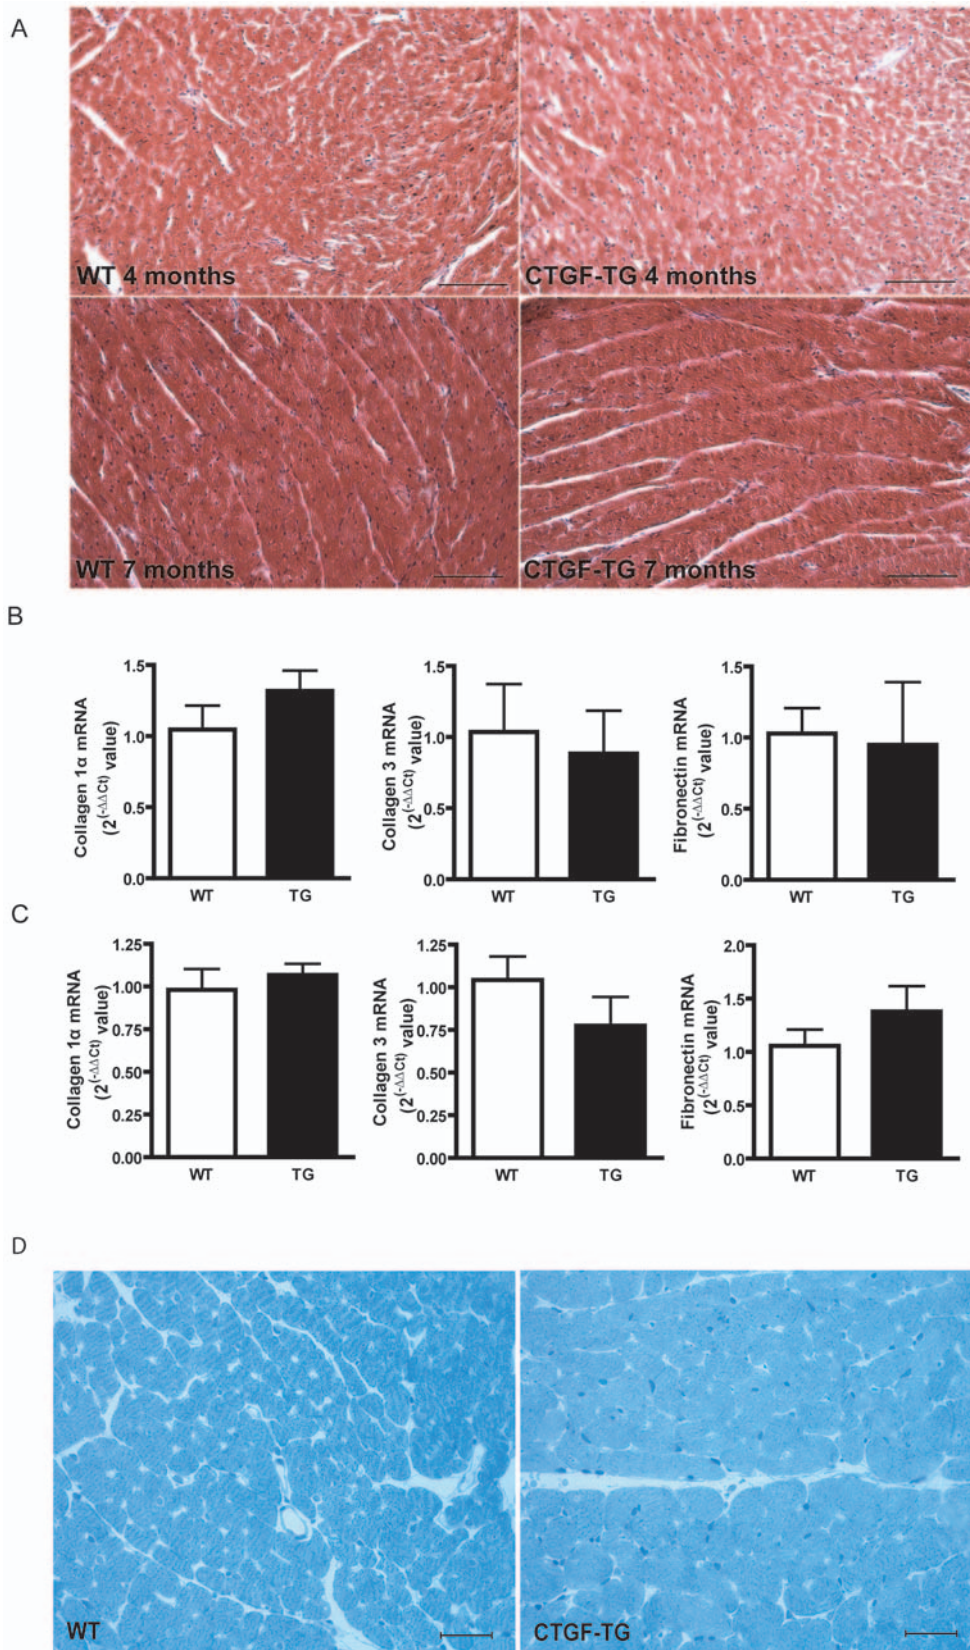 A
WT 4 months
CTGF-TG 4 months
WT 7 months
CTGF-TG 7 months
B
Collagen 1α mRNA
(2^(-ΔΔCt) value)
1.5
1.0
0.5
0.0
WT
TG
Collagen 3 mRNA
(2^(-ΔΔCt) value)
1.5
1.0
0.5
0.0
WT
TG
Fibronectin mRNA
(2^(-ΔΔCt) value)
1.5
1.0
0.5
0.0
WT
TG
C
Collagen 1α mRNA
(2^(-ΔΔCt) value)
1.25
1.00
0.75
0.50
0.25
0.00
WT
TG
Collagen 3 mRNA
(2^(-ΔΔCt) value)
1.25
1.00
0.75
0.50
0.25
0.00
WT
TG
Fibronectin mRNA
(2^(-ΔΔCt) value)
2.0
1.5
1.0
0.5
0.0
WT
TG
D
WT
CTGF-TG